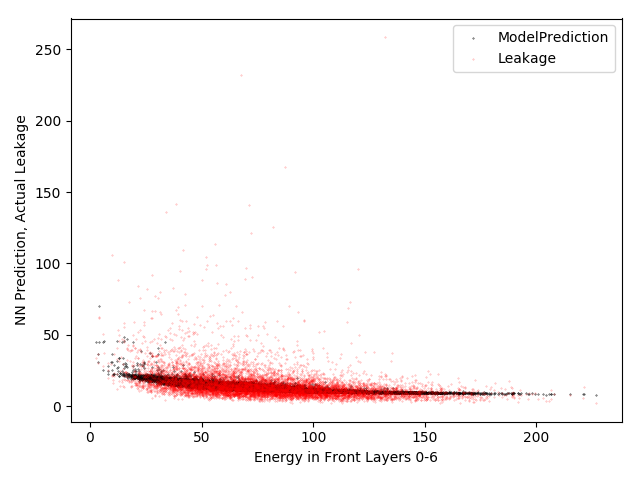 ModelPrediction
Leakage
NN Prediction, Actual Leakage
250
200
150
100
50
0
0 50 100 150 200
Energy in Front Layers 0-6